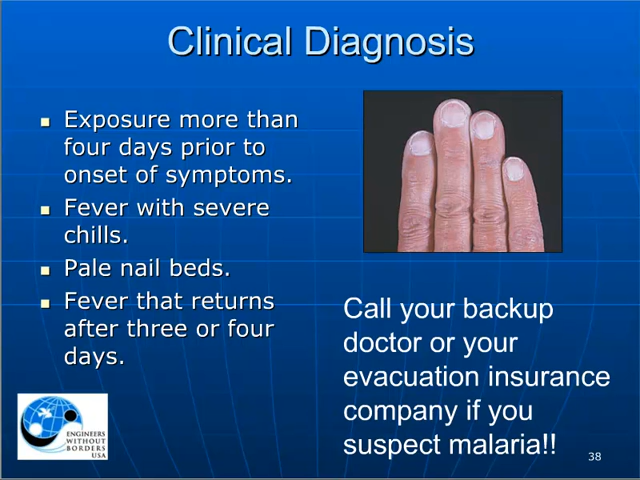 Clinical Diagnosis
Exposure more than
four days prior to
onset of symptoms.
Fever with severe
chills.
Pale nail beds.
Fever that returns
after three or four
days.
Call your backup
doctor or your
evacuation insurance
company if you
suspect malaria!!
ENGINEERS
WITHOUT
BORDERS
USA
38